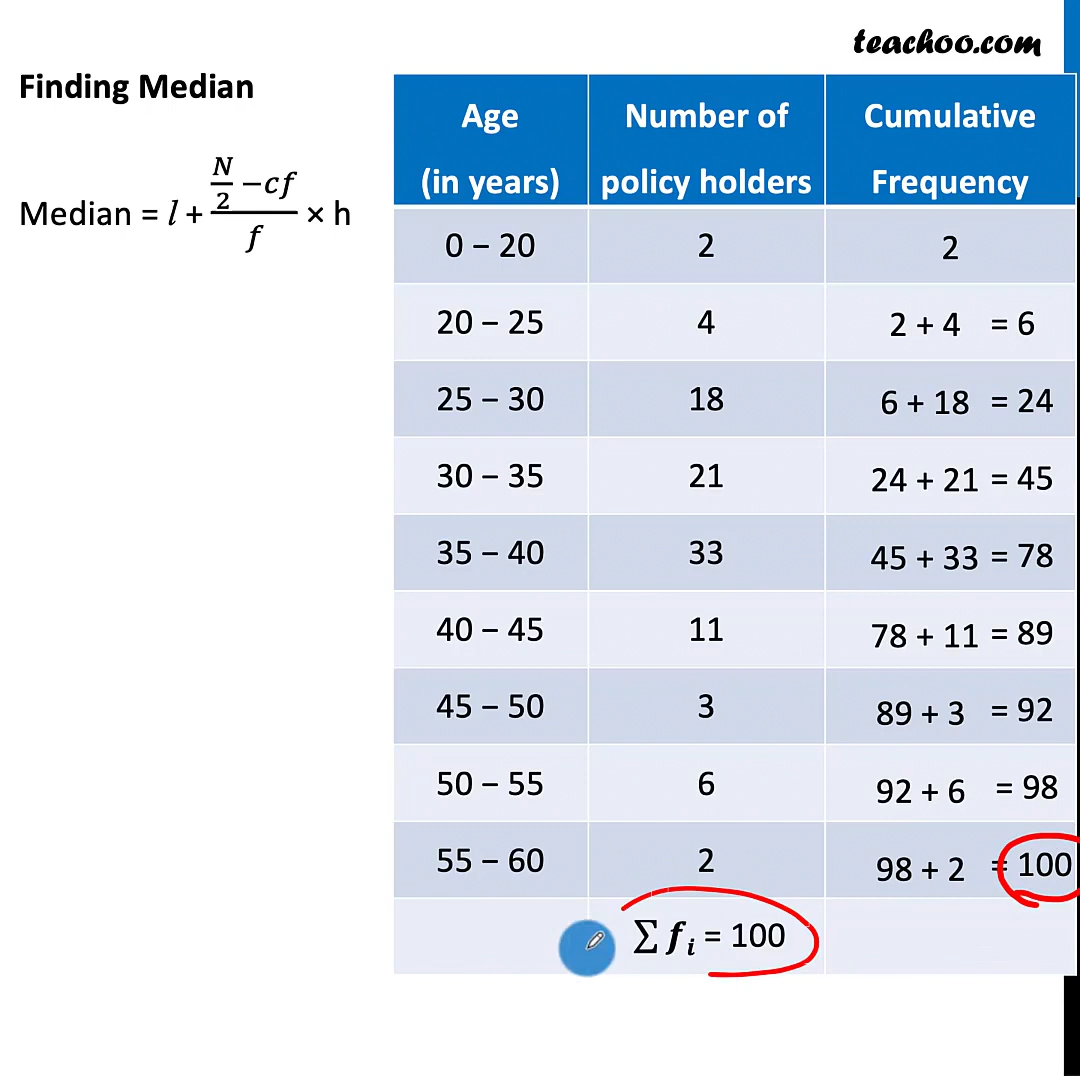 teachoo.com
Finding Median
Median = l + (N/2 − cf)/f × h
Age (in years) Number of policy holders Cumulative Frequency
0 – 20 2 2
20 – 25 4 2 + 4 = 6
25 – 30 18 6 + 18 = 24
30 – 35 21 24 + 21 = 45
35 – 40 33 45 + 33 = 78
40 – 45 11 78 + 11 = 89
45 – 50 3 89 + 3 = 92
50 – 55 6 92 + 6 = 98
55 – 60 2 98 + 2 = 100
∑ fᵢ = 100